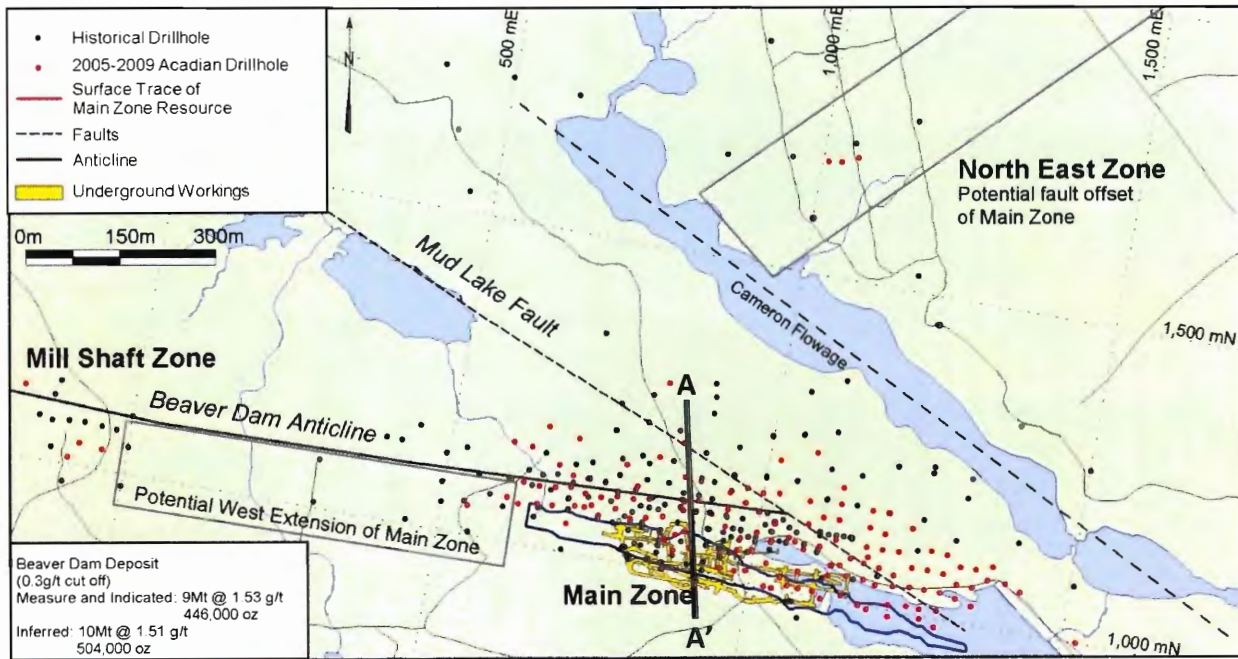 Historical Drillhole
2005-2009 Acadian Drillhole
Surface Trace of
Main Zone Resource
Faults
Anticline
Underground Workings
N
500 mE
1,000 mE
1,500 mE
0m 150m 300m
North East Zone
Potential fault offset
of Main Zone
Mud Lake Fault
Cameron Flowage
1,500 mN
Mill Shaft Zone
Beaver Dam Anticline
A
Potential West Extension of Main Zone
Main Zone
A'
1,000 mN
Beaver Dam Deposit
(0.3g/t cut off)
Measure and Indicated: 9Mt @ 1.53 g/t
446,000 oz
Inferred: 10Mt @ 1.51 g/t
504,000 oz